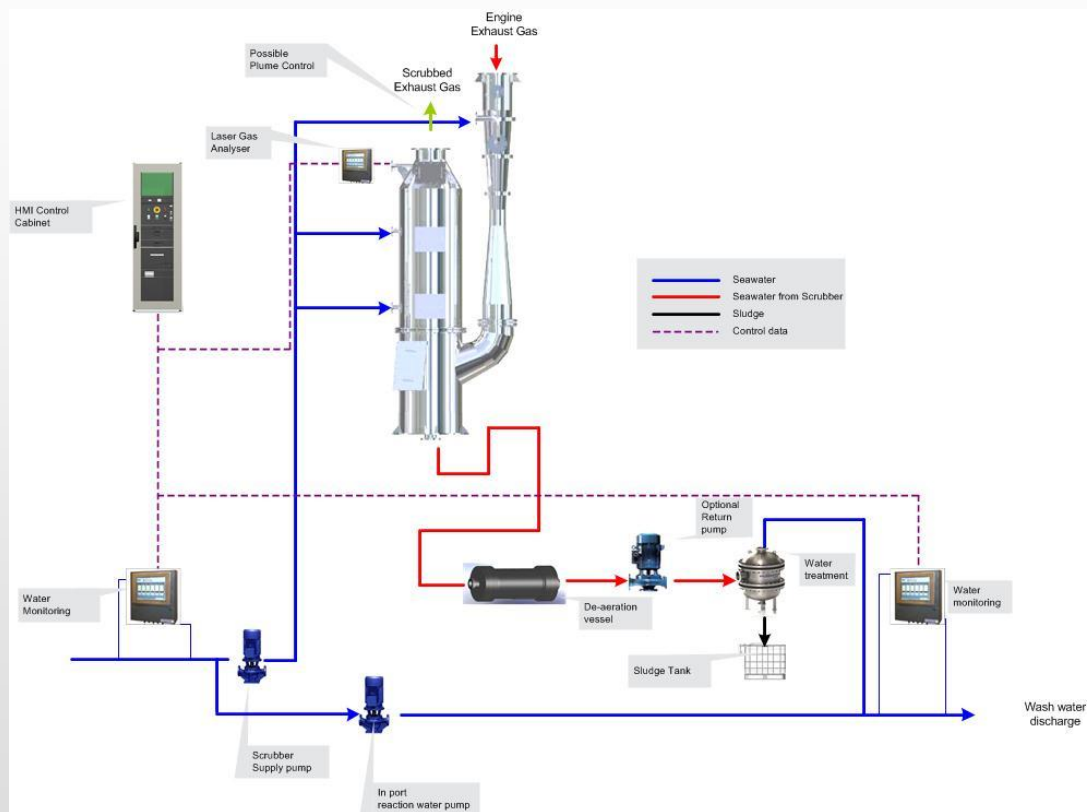 Engine
Exhaust Gas
Possible
Plume Control
Scrubbed
Exhaust Gas
Laser Gas
Analyser
HMI Control
Cabinet
Seawater
Seawater from Scrubber
Sludge
Control data
Optional
Return
pump
Water
treatment
Water
Monitoring
De-aeration
vessel
Water
monitoring
Sludge Tank
Wash water
discharge
Scrubber
Supply pump
In port
reaction water pump